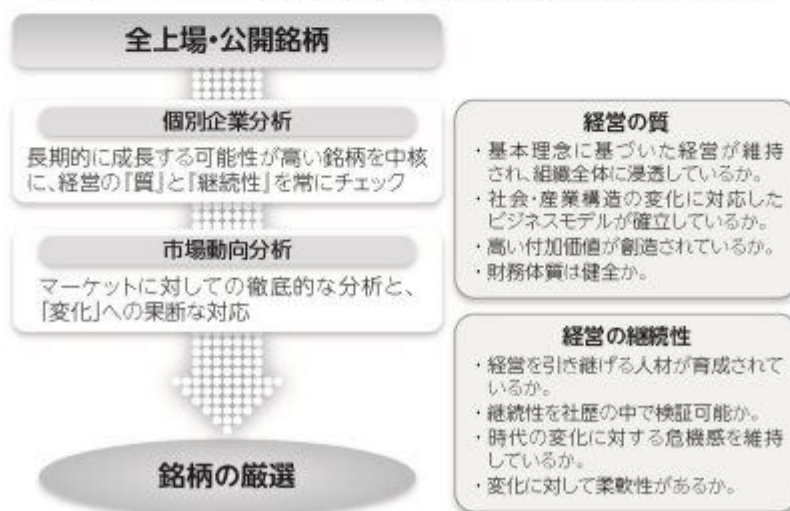 全上場・公開銘柄
個別企業分析
長期的に成長する可能性が高い銘柄を中核
に、経営の『質』と『継続性』を常にチェック
市場動向分析
マーケットに対しての徹底的な分析と、
「変化」への果断な対応
銘柄の厳選
経営の質
・基本理念に基づいた経営が維持
され、組織全体に浸透しているか。
・社会・産業構造の変化に対応した
ビジネスモデルが確立しているか。
・高い付加価値が創造されているか。
・財務体質は健全か。
経営の継続性
・経営を引き継げる人材が育成されて
いるか。
・継続性を社歴の中で検証可能か。
・時代の変化に対する危機感を維持
しているか。
・変化に対して柔軟性があるか。